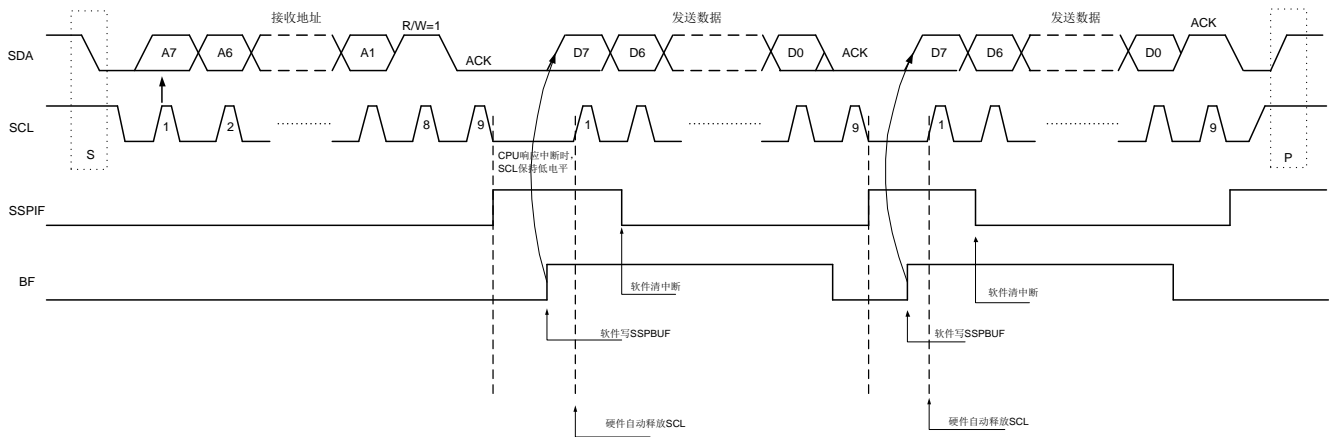 接收地址
发送数据
发送数据
R/W=1
ACK
SDA
A7
A6
A1
ACK
D7
D6
D0
ACK
D7
D6
D0
SCL
1
2
8
9
1
9
1
9
S
CPU响应中断时,
SCL保持低电平
P
SSPIF
BF
软件清中断
软件清中断
软件写SSPBUF
软件写SSPBUF
硬件自动释放SCL
硬件自动释放SCL